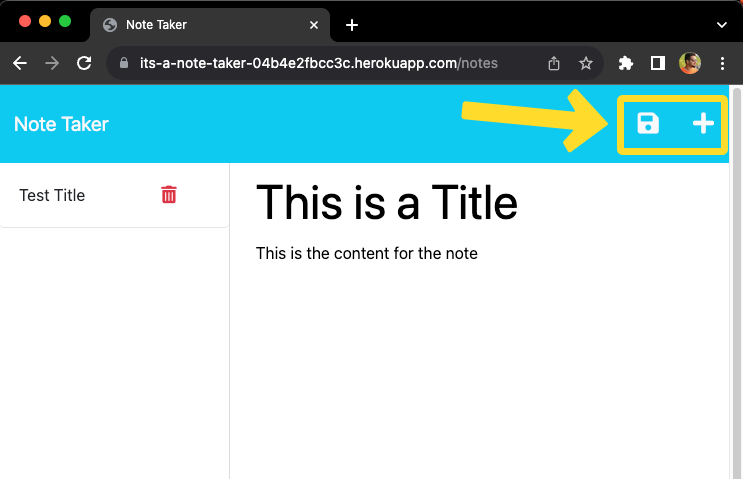 Note Taker
its-a-note-taker-04b4e2fbcc3c.herokuapp.com/notes
Note Taker
Test Title
This is a Title
This is the content for the note